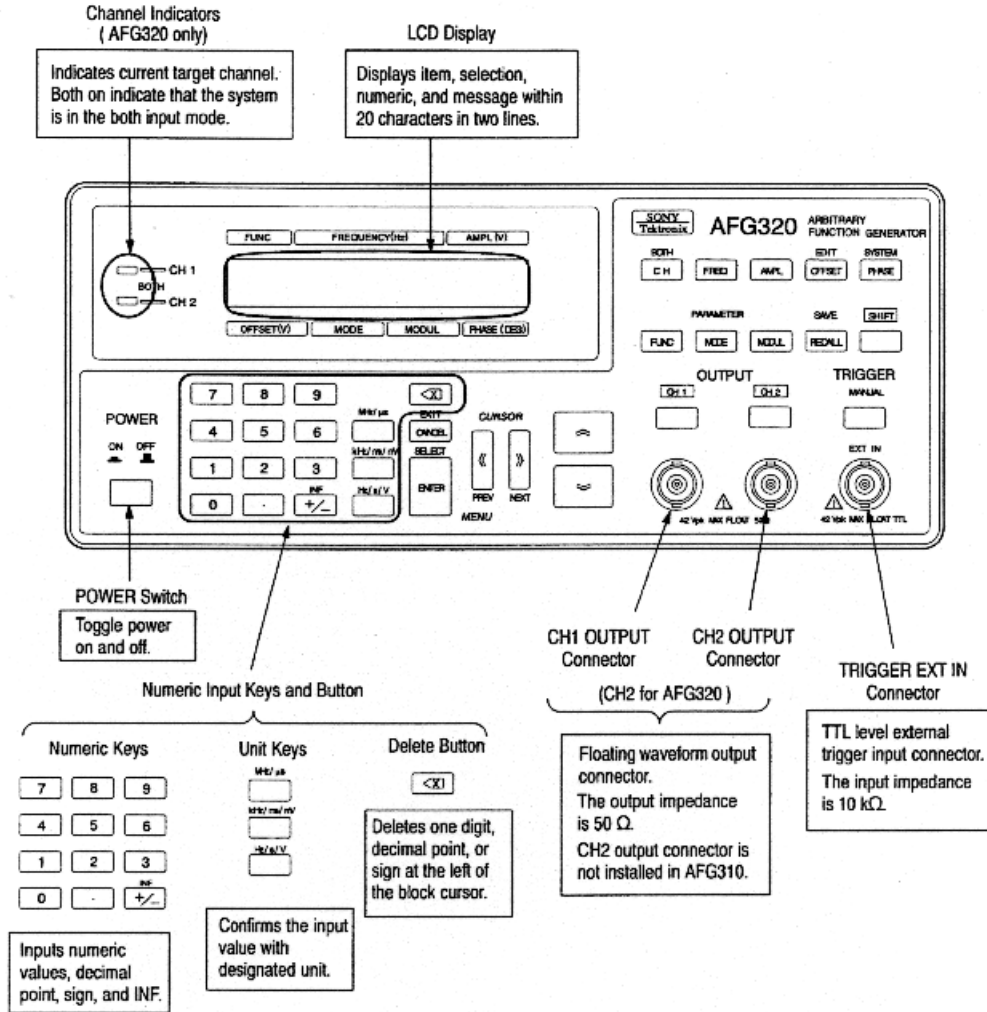 Channel Indicators
( AFG320 only)
Indicates current target channel.
Both on indicate that the system
is in the both input mode.
LCD Display
Displays item, selection,
numeric, and message within
20 characters in two lines.
SONY
Tektronix
AFG320
ARBITRARY
FUNCTION GENERATOR
FUNC
FREQUENCY(Hz)
AMPL (V)
CH 1
BOTH
CH 2
OFFSET(V)
MODE
MODUL
PHASE (DEG)
BOTH
EDIT
SYSTEM
CH
FREQ
AMPL
OFFSET
PHASE
PARAMETER
SAVE
SHIFT
FUNC
MODE
MODUL
RECALL
OUTPUT
TRIGGER
CH 1
CH 2
MANUAL
EXT IN
42 Vpk MAX FLOAT 50Ω
42 Vpk MAX FLOAT TTL
POWER
ON OFF
7 8 9
4 5 6
1 2 3
INF
0 . +/−
MHz/ µs
kHz/ ms/ mV
Hz/ s/ V
EXIT
CANCEL
SELECT
ENTER
CURSOR
« »
PREV NEXT
MENU
POWER Switch
Toggle power
on and off.
CH1 OUTPUT
Connector
CH2 OUTPUT
Connector
(CH2 for AFG320 )
Floating waveform output
connector.
The output impedance
is 50 Ω.
CH2 output connector is
not installed in AFG310.
TRIGGER EXT IN
Connector
TTL level external
trigger input connector.
The input impedance
is 10 kΩ.
Numeric Input Keys and Button
Numeric Keys
7 8 9
4 5 6
1 2 3
INF
0 . +/−
Inputs numeric
values, decimal
point, sign, and INF.
Unit Keys
MHz/ µs
kHz/ ms/ mV
Hz/ s/ V
Confirms the input
value with
designated unit.
Delete Button
Deletes one digit,
decimal point, or
sign at the left of
the block cursor.